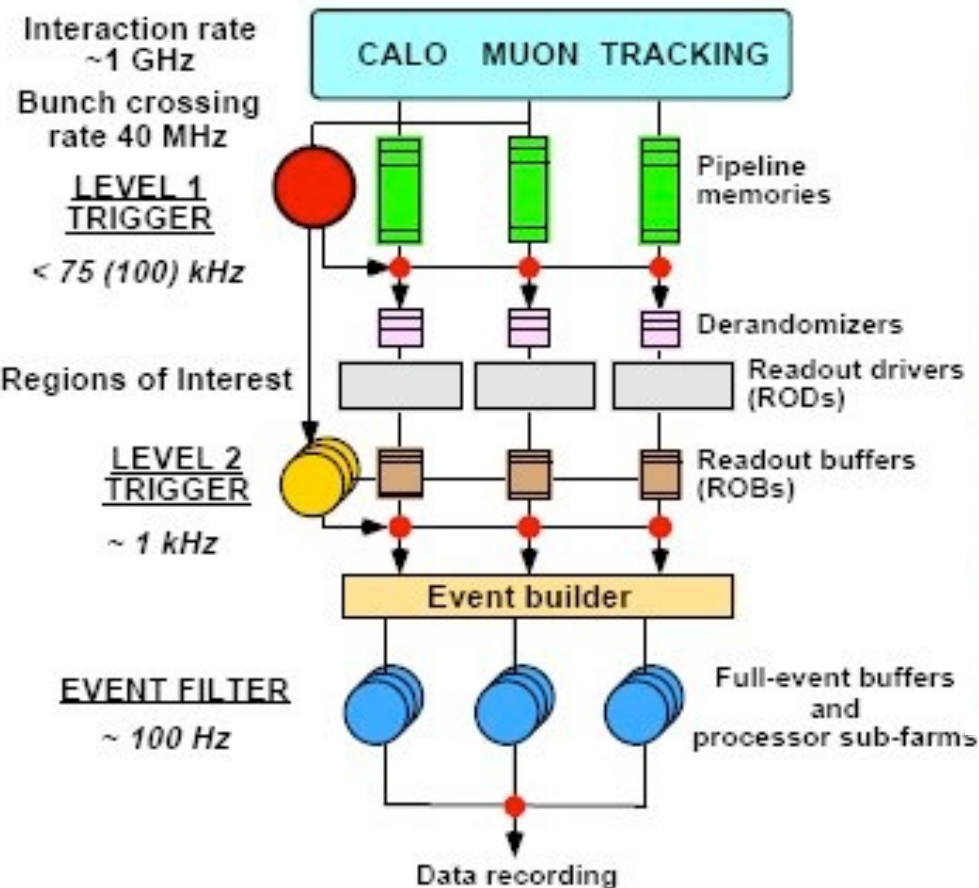 Interaction rate
~1 GHz
CALO MUON TRACKING
Bunch crossing
rate 40 MHz
LEVEL 1
TRIGGER
< 75 (100) kHz
Pipeline
memories
Derandomizers
Regions of Interest
Readout drivers
(RODs)
LEVEL 2
TRIGGER
~ 1 kHz
Readout buffers
(ROBs)
Event builder
EVENT FILTER
~ 100 Hz
Full-event buffers
and
processor sub-farms
Data recording